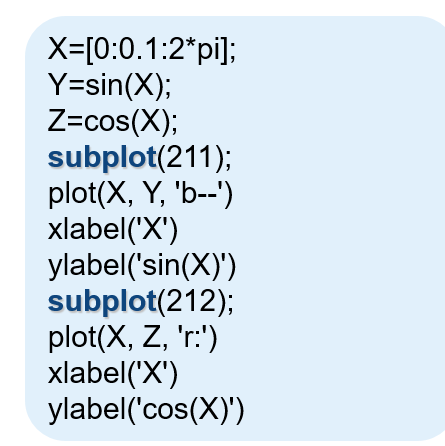 X=[0:0.1:2*pi];
Y=sin(X);
Z=cos(X);
subplot(211);
plot(X, Y, 'b--')
xlabel('X')
ylabel('sin(X)')
subplot(212);
plot(X, Z, 'r:')
xlabel('X')
ylabel('cos(X)')